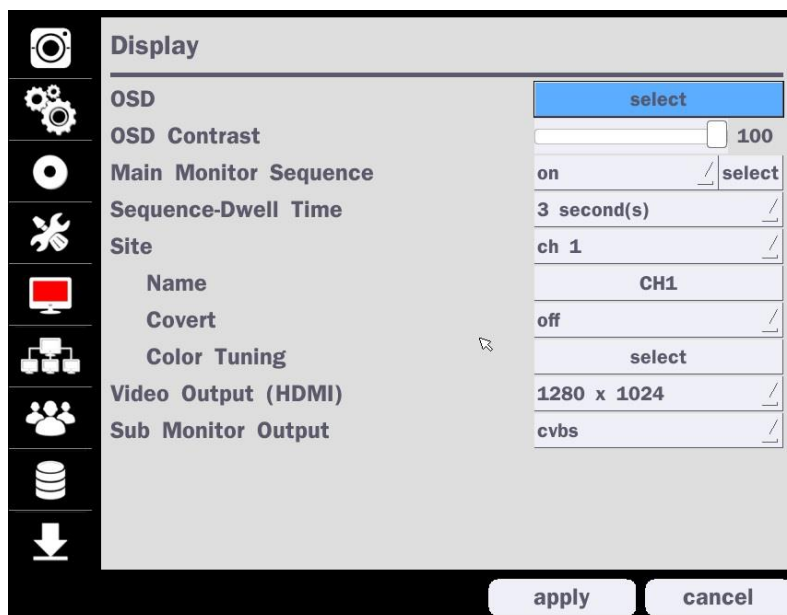 Display
OSD select
OSD Contrast 100
Main Monitor Sequence on select
Sequence-Dwell Time 3 second(s)
Site ch 1
Name CH1
Covert off
Color Tuning select
Video Output (HDMI) 1280 x 1024
Sub Monitor Output cvbs
apply cancel